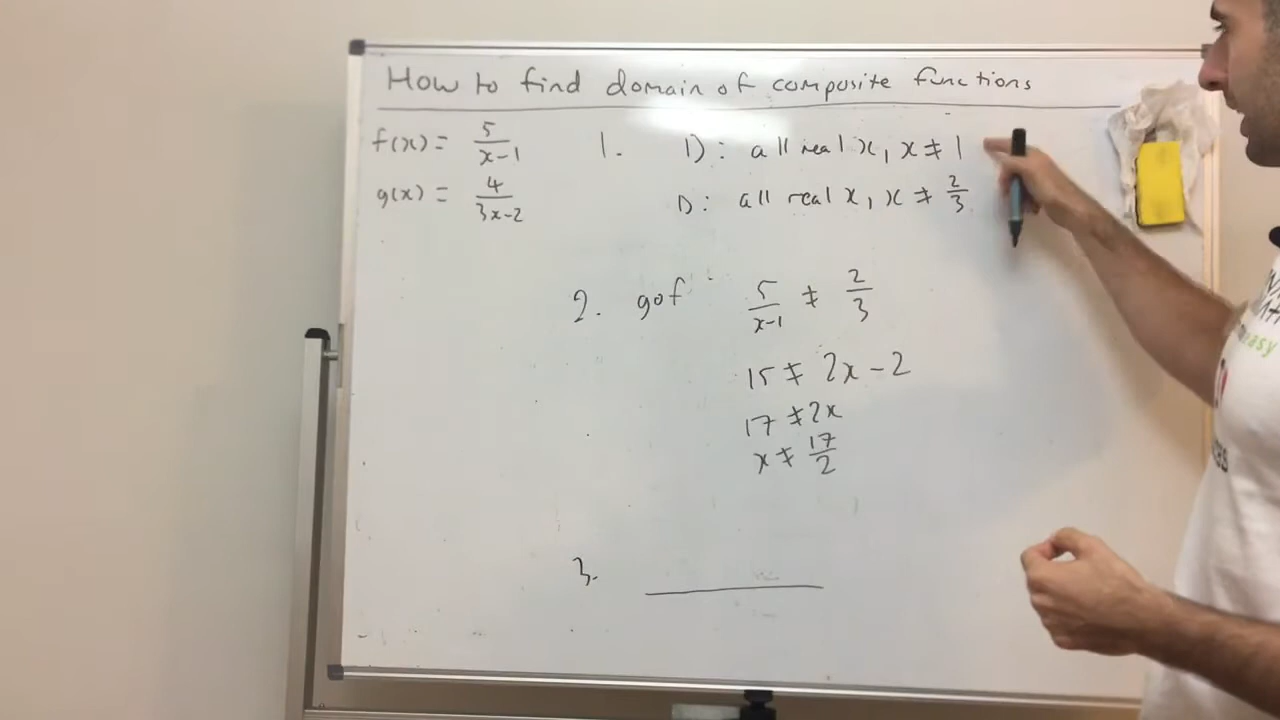 How to find domain of composite functions
f(x) = 5/(x-1) 1. D: all real x, x ≠ 1
g(x) = 4/(3x-2) D: all real x, x ≠ 2/3
2. gof 5/(x-1) ≠ 2/3
15 ≠ 2x - 2
17 ≠ 2x
x ≠ 17/2
3.
easy